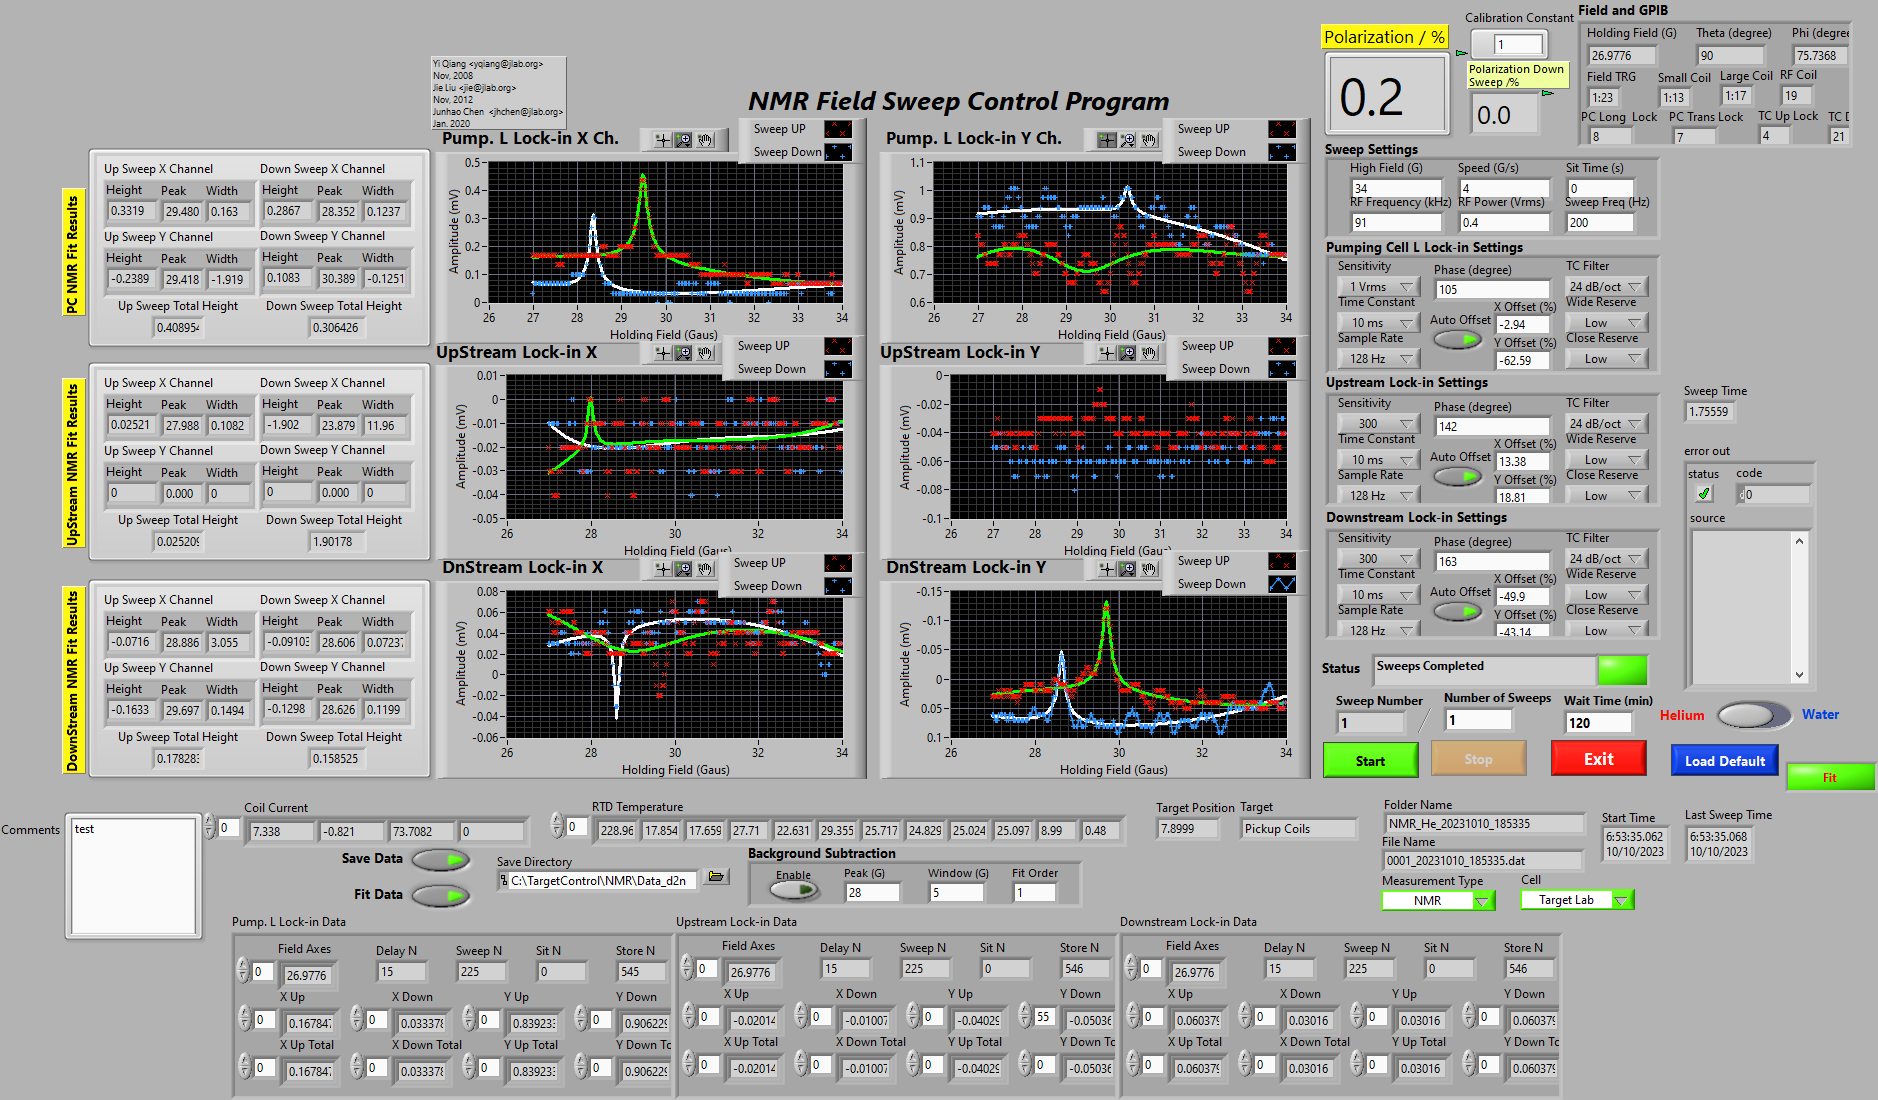 Yi Qiang <yqiang@jlab.org>
Nov, 2008
Jie Liu <jie@jlab.org>
Nov, 2012
Junhao Chen <jhchen@jlab.org>
Jan. 2020
NMR Field Sweep Control Program
Polarization / %
0.2
Calibration Constant
1
Polarization Down
Sweep /%
0.0
Field and GPIB
Holding Field (G) Theta (degree) Phi (degree
26.9776 90 75.7368
Field TRG Small Coil Large Coil RF Coil
1:23 1:13 1:17 19
PC Long Lock PC Trans Lock TC Up Lock TC D
8 7 4 21
PC NMR Fit Results
Up Sweep X Channel Down Sweep X Channel
Height Peak Width Height Peak Width
0.3319 29.480 0.163 0.2867 28.352 0.1237
Up Sweep Y Channel Down Sweep Y Channel
Height Peak Width Height Peak Width
-0.2389 29.418 -1.919 0.1083 30.389 -0.1251
Up Sweep Total Height Down Sweep Total Height
0.408954 0.306426
UpStream NMR Fit Results
Up Sweep X Channel Down Sweep X Channel
Height Peak Width Height Peak Width
0.02521 27.988 0.1082 -1.902 23.879 11.96
Up Sweep Y Channel Down Sweep Y Channel
Height Peak Width Height Peak Width
0 0.000 0 0 0.000 0
Up Sweep Total Height Down Sweep Total Height
0.025209 1.90178
DownStream NMR Fit Results
Up Sweep X Channel Down Sweep X Channel
Height Peak Width Height Peak Width
-0.0716 28.886 3.055 -0.09103 28.606 0.07237
Up Sweep Y Channel Down Sweep Y Channel
Height Peak Width Height Peak Width
-0.1633 29.697 0.1494 -0.1298 28.626 0.1199
Up Sweep Total Height Down Sweep Total Height
0.17828 0.158525
Pump. L Lock-in X Ch.
Sweep UP
Sweep Down
Amplitude (mV)
0.5
0.4
0.3
0.2
0.1
0
26 27 28 29 30 31 32 33 34
Holding Field (Gaus)
Pump. L Lock-in Y Ch.
Sweep UP
Sweep Down
Amplitude (mV)
1.1
1
0.9
0.8
0.7
0.6
26 27 28 29 30 31 32 33 34
Holding Field (Gaus)
UpStream Lock-in X
Sweep UP
Sweep Down
Amplitude (mV)
0.01
0
-0.01
-0.02
-0.03
-0.04
-0.05
26 28 30 32 34
Holding Field (Gaus)
UpStream Lock-in Y
Sweep UP
Sweep Down
Amplitude (mV)
0
-0.02
-0.04
-0.06
-0.08
-0.1
26 27 28 29 30 31 32 33 34
Holding Field (Gaus)
DnStream Lock-in X
Sweep UP
Sweep Down
Amplitude (mV)
0.08
0.06
0.04
0.02
0
-0.02
-0.04
-0.06
26 28 30 32 34
Holding Field (Gaus)
DnStream Lock-in Y
Sweep UP
Sweep Down
Amplitude (mV)
-0.15
-0.1
-0.05
0
0.05
0.1
26 28 30 32 34
Holding Field (Gaus)
Sweep Settings
High Field (G) Speed (G/s) Sit Time (s)
34 4 0
RF Frequency (kHz) RF Power (Vrms) Sweep Freq (Hz)
91 0.4 200
Pumping Cell L Lock-in Settings
Sensitivity Phase (degree) TC Filter
1 Vrms 105 24 dB/oct
Time Constant X Offset (%) Wide Reserve
10 ms Auto Offset -2.94 Low
Sample Rate Y Offset (%) Close Reserve
128 Hz -62.59 Low
Upstream Lock-in Settings
Sensitivity Phase (degree) TC Filter
300 142 24 dB/oct
Time Constant X Offset (%) Wide Reserve
10 ms Auto Offset 13.38 Low
Sample Rate Y Offset (%) Close Reserve
128 Hz 18.81 Low
Downstream Lock-in Settings
Sensitivity Phase (degree) TC Filter
300 163 24 dB/oct
Time Constant X Offset (%) Wide Reserve
10 ms Auto Offset -49.9 Low
Sample Rate Y Offset (%) Close Reserve
128 Hz -43.14 Low
Sweep Time
1.75559
error out
status code
0
source
Status Sweeps Completed
Sweep Number Number of Sweeps Wait Time (min)
1 / 1 120
Helium Water
Start Stop Exit Load Default Fit
Comments
test
Coil Current
0 7.338 -0.821 73.7082 0
RTD Temperature
0 228.96 17.854 17.659 27.71 22.631 29.355 25.717 24.829 25.024 25.097 8.99 0.48
Target Position Target
7.8999 Pickup Coils
Folder Name
NMR_He_20231010_185335
File Name
0001_20231010_185335.dat
Start Time Last Sweep Time
6:53:35.062 6:53:35.068
10/10/2023 10/10/2023
Measurement Type Cell
NMR Target Lab
Save Data
Fit Data
Save Directory
C:\TargetControl\NMR\Data_d2n
Background Subtraction
Enable Peak (G) Window (G) Fit Order
28 5 1
Pump. L Lock-in Data
Field Axes Delay N Sweep N Sit N Store N
0 26.9776 15 225 0 545
X Up X Down Y Up Y Down
0 0.167847 0 0.033378 0 0.839233 0 0.906229
X Up Total X Down Total Y Up Total Y Down To
0 0.167847 0 0.033378 0 0.839233 0 0.906229
Upstream Lock-in Data
Field Axes Delay N Sweep N Sit N Store N
0 26.9776 15 225 0 546
X Up X Down Y Up Y Down
0 -0.02014 0 -0.01007 0 -0.04029 55 -0.05036
X Up Total X Down Total Y Up Total Y Down To
0 -0.02014 0 -0.01007 0 -0.04029 0 -0.05036
Downstream Lock-in Data
Field Axes Delay N Sweep N Sit N Store N
0 26.9776 15 225 0 546
X Up X Down Y Up Y Down
0 0.060379 0 0.03016 0 0.03016 0 0.060379
X Up Total X Down Total Y Up Total Y Down To
0 0.060379 0 0.03016 0 0.03016 0 0.060379